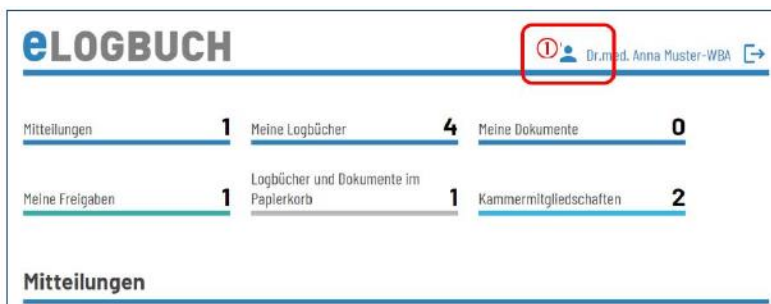 eLOGBUCH
① Dr.med. Anna Muster-WBA
Mitteilungen 1 Meine Logbücher 4 Meine Dokumente 0
Meine Freigaben 1 Logbücher und Dokumente im
Papierkorb 1 Kammermitgliedschaften 2
Mitteilungen